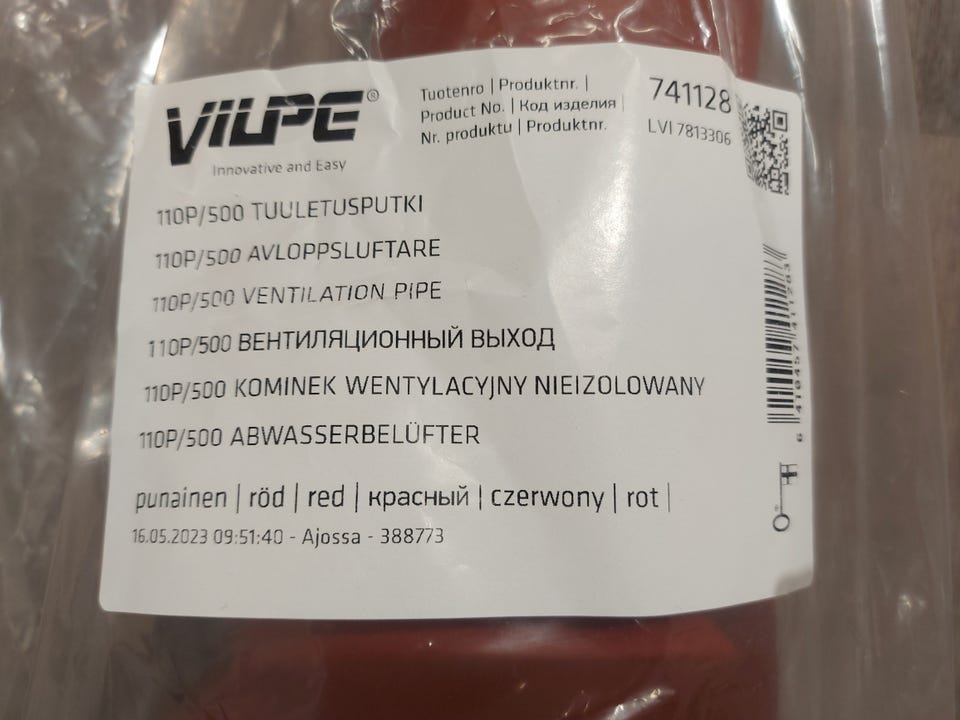 VILPE®
Innovative and Easy
Tuotenro | Produktnr. |
Product No. | Код изделия |
Nr. produktu | Produktnr.
741128
LVI 7813306
110P/500 TUULETUSPUTKI
110P/500 AVLOPPSLUFTARE
110P/500 VENTILATION PIPE
110P/500 ВЕНТИЛЯЦИОННЫЙ ВЫХОД
110P/500 KOMINEK WENTYLACYJNY NIEIZOLOWANY
110P/500 ABWASSERBELÜFTER
punainen | röd | red | красный | czerwony | rot |
16.05.2023 09:51:40 - Ajossa - 388773